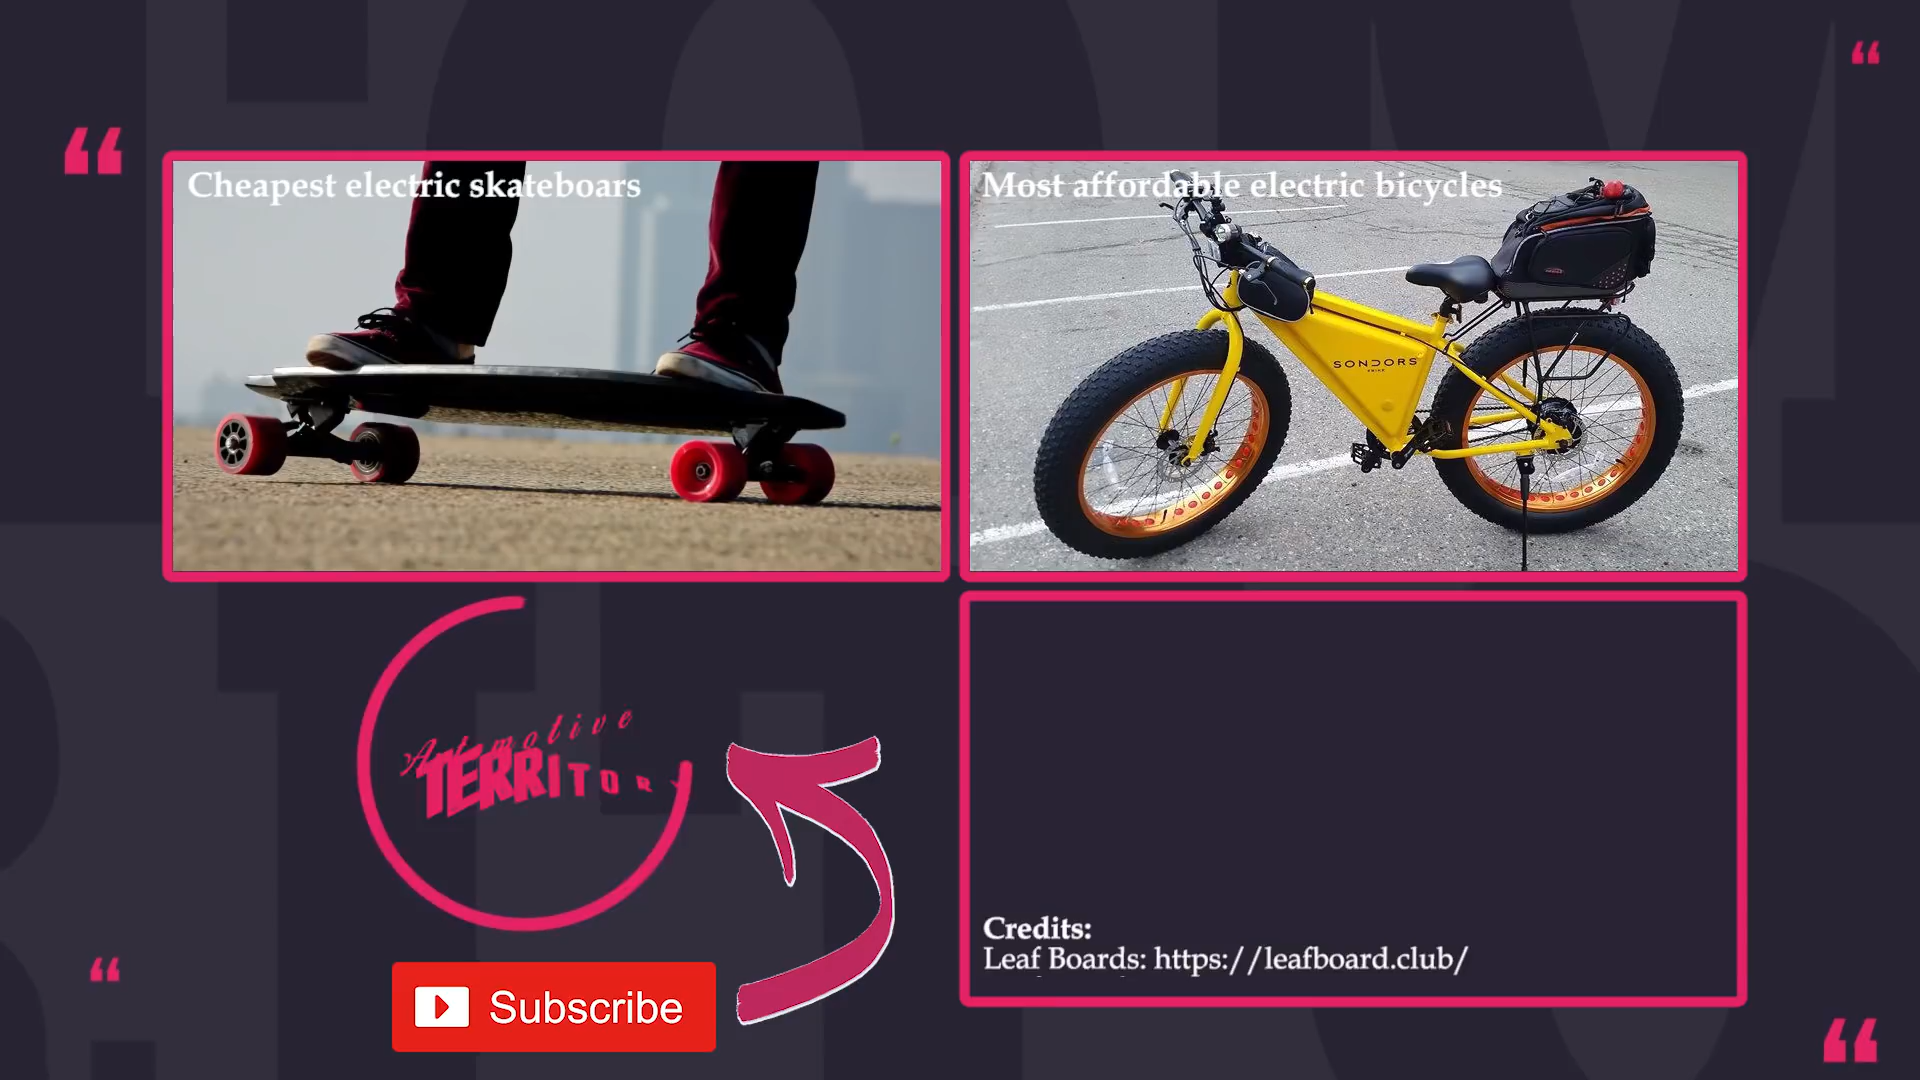 Cheapest electric skateboars
Most affordable electric bicycles
SONDORS
Automotive
TERRITORY
Credits:
Leaf Boards: https://leafboard.club/
Subscribe